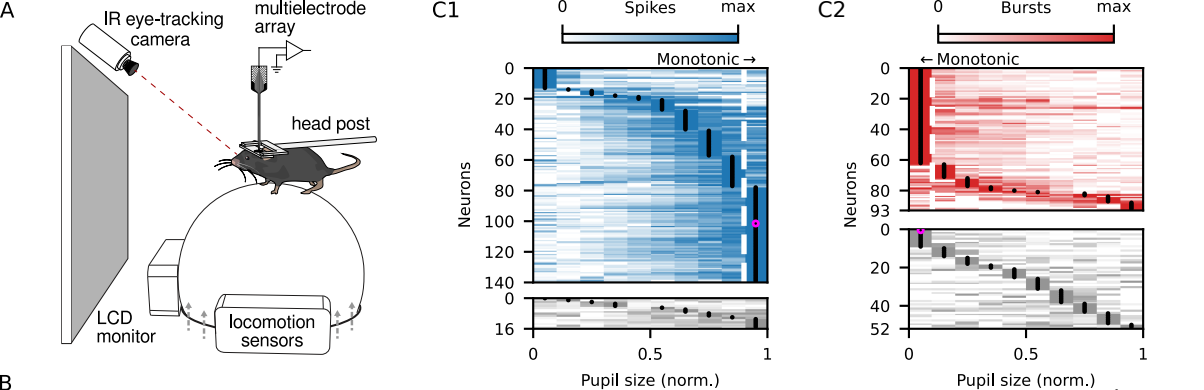 A
IR eye-tracking
camera
multielectrode
array
head post
LCD
monitor
locomotion
sensors
B
C1
0 Spikes max
Monotonic →
0
20
40
60
80
100
120
140
Neurons
0
16
0 0.5 1
Pupil size (norm.)
C2
0 Bursts max
← Monotonic
0
20
40
60
80
93
Neurons
0
20
40
52
0 0.5 1
Pupil size (norm.)